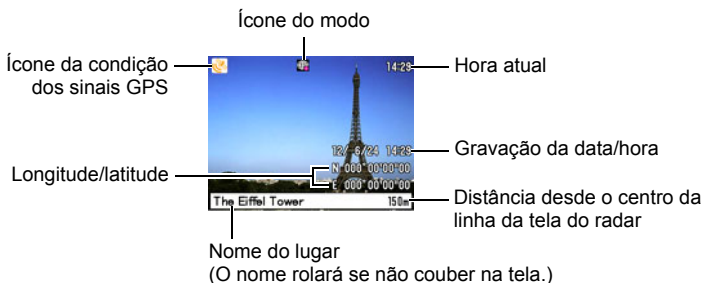 Ícone do modo
Ícone da condição
dos sinais GPS
14:29
Hora atual
12/ 6/24 14:29
Gravação da data/hora
Longitude/latitude
N 000°00'00"00
E 000°00'00"00
The Eiffel Tower
150m
Distância desde o centro da
linha da tela do radar
Nome do lugar
(O nome rolará se não couber na tela.)